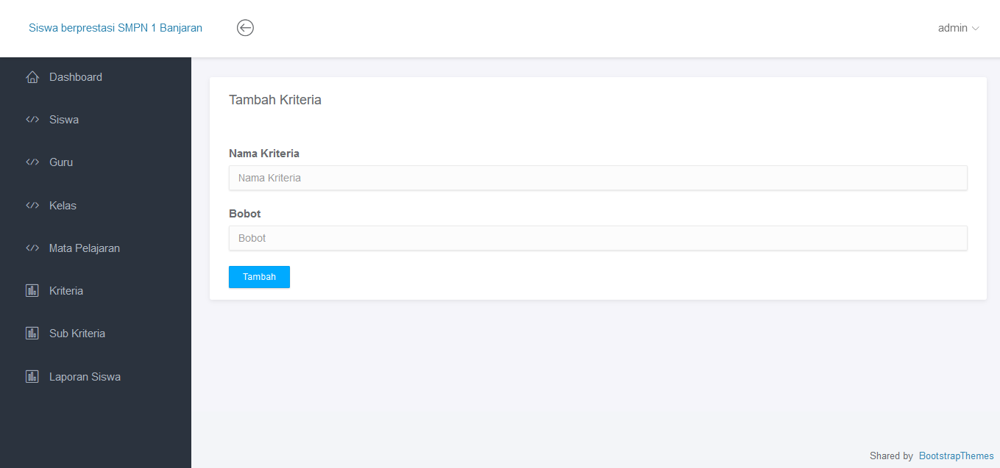 Siswa berprestasi SMPN 1 Banjaran
admin
Dashboard
Siswa
Guru
Kelas
Mata Pelajaran
Kriteria
Sub Kriteria
Laporan Siswa
Tambah Kriteria
Nama Kriteria
Nama Kriteria
Bobot
Bobot
Tambah
Shared by BootstrapThemes